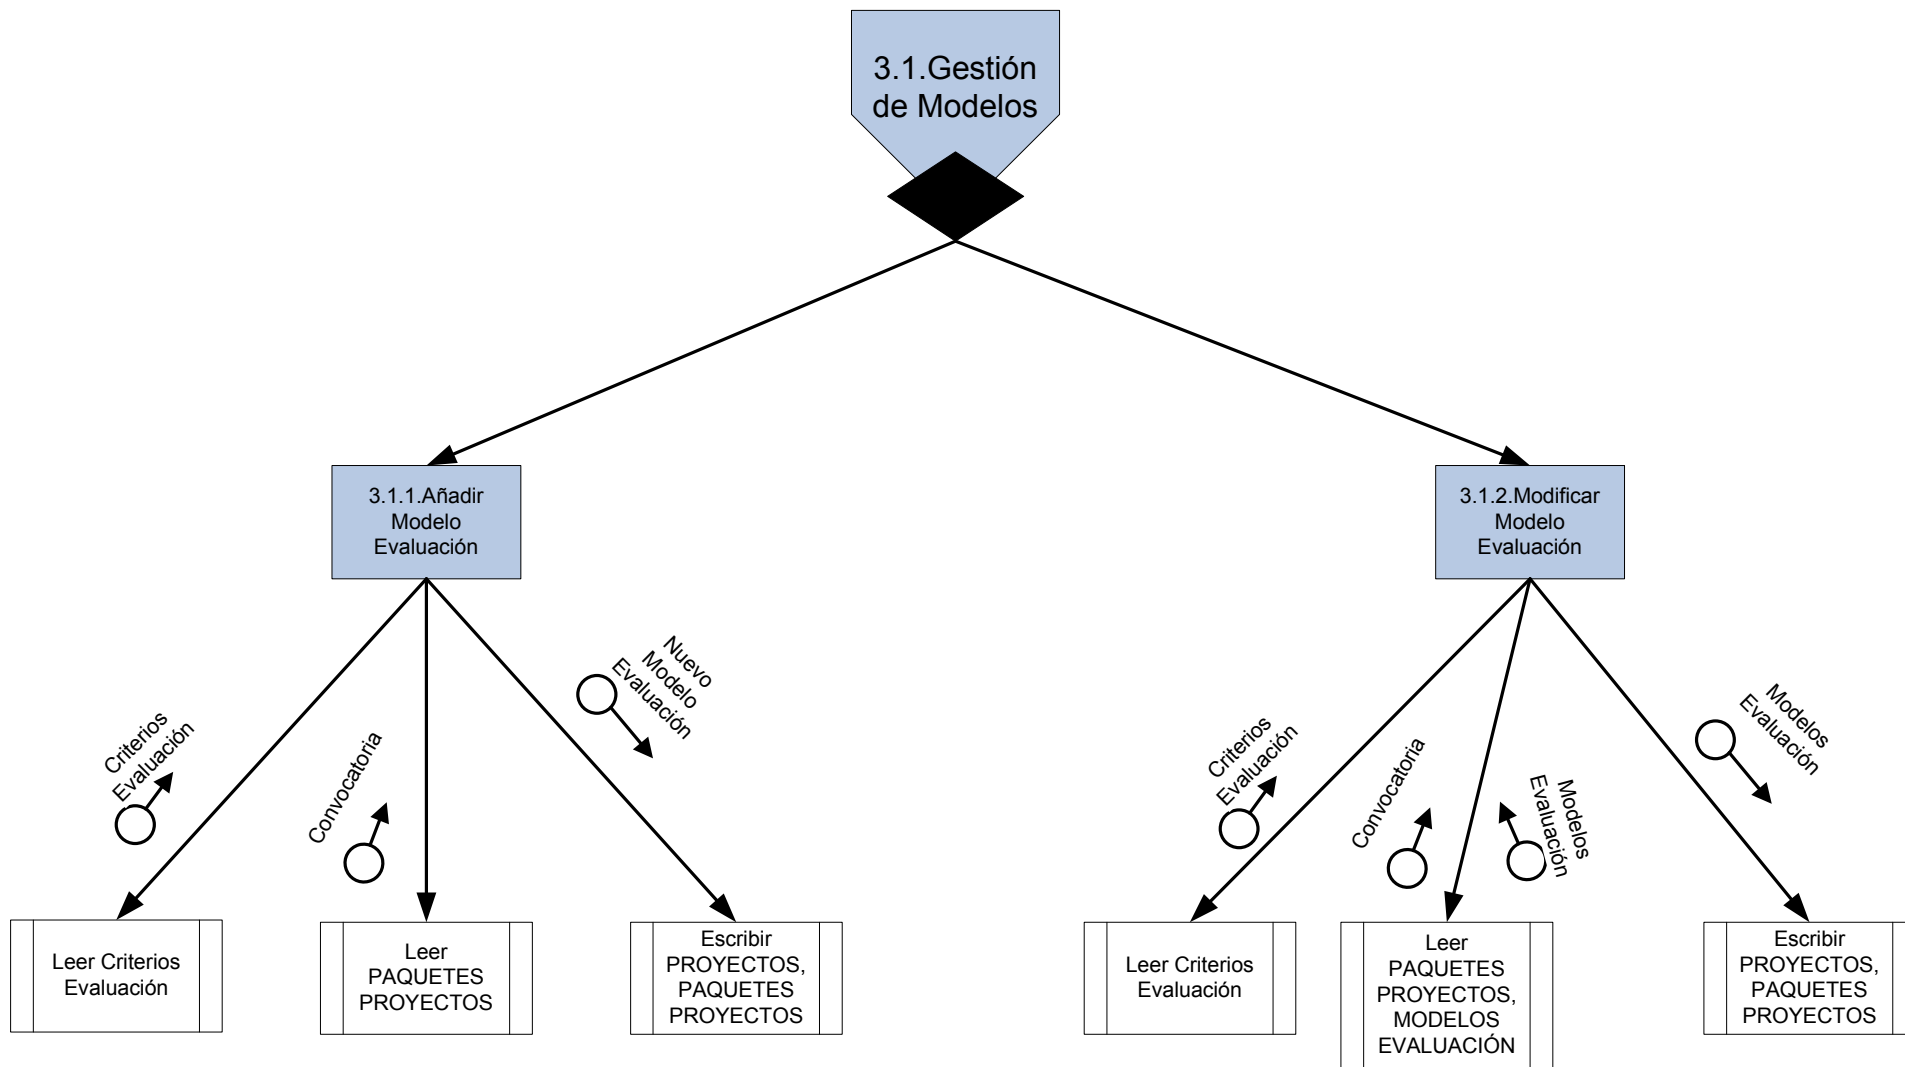 3.1.Gestión
de Modelos
3.1.1.Añadir
Modelo
Evaluación
3.1.2.Modificar
Modelo
Evaluación
Criterios
Evaluación
Convocatoria
Nuevo
Modelo
Evaluación
Criterios
Evaluación
Convocatoria
Modelos
Evaluación
Modelos
Evaluación
Leer Criterios
Evaluación
Leer
PAQUETES
PROYECTOS
Escribir
PROYECTOS,
PAQUETES
PROYECTOS
Leer Criterios
Evaluación
Leer
PAQUETES
PROYECTOS,
MODELOS
EVALUACIÓN
Escribir
PROYECTOS,
PAQUETES
PROYECTOS